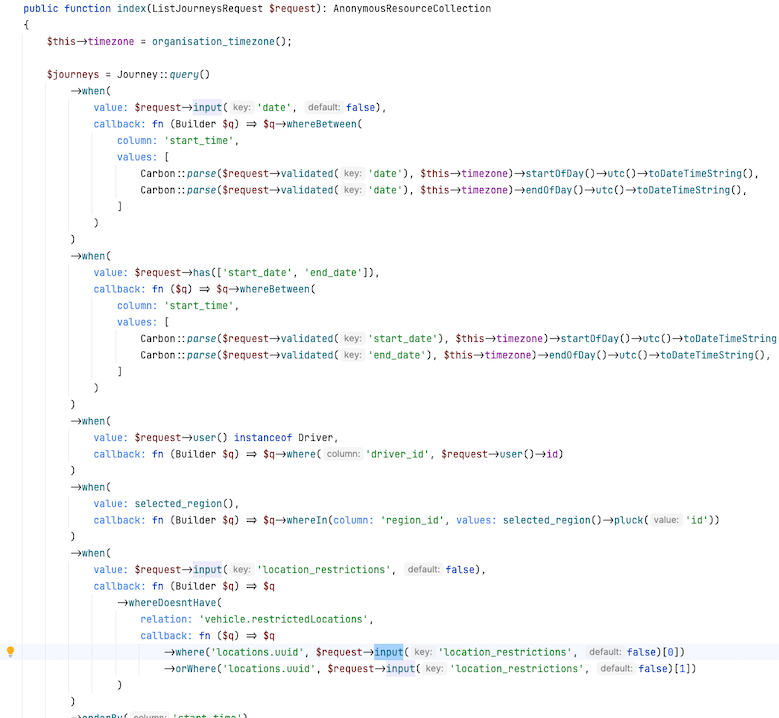 public function index(ListJourneysRequest $request): AnonymousResourceCollection
{
$this→timezone = organisation_timezone();
$journeys = Journey::query()
→when(
value: $request→input( key: 'date', default: false),
callback: fn (Builder $q) ⇒ $q→whereBetween(
column: 'start_time',
values: [
Carbon::parse($request→validated( key: 'date'), $this→timezone)→startOfDay()→utc()→toDateTimeString(),
Carbon::parse($request→validated( key: 'date'), $this→timezone)→endOfDay()→utc()→toDateTimeString(),
]
)
)
→when(
value: $request→has(['start_date', 'end_date']),
callback: fn ($q) ⇒ $q→whereBetween(
column: 'start_time',
values: [
Carbon::parse($request→validated( key: 'start_date'), $this→timezone)→startOfDay()→utc()→toDateTimeString
Carbon::parse($request→validated( key: 'end_date'), $this→timezone)→endOfDay()→utc()→toDateTimeString(),
]
)
)
→when(
value: $request→user() instanceof Driver,
callback: fn (Builder $q) ⇒ $q→where( column: 'driver_id', $request→user()→id)
)
→when(
value: selected_region(),
callback: fn (Builder $q) ⇒ $q→whereIn(column: 'region_id', values: selected_region()→pluck( value: 'id'))
)
→when(
value: $request→input( key: 'location_restrictions', default: false),
callback: fn (Builder $q) ⇒ $q
→whereDoesntHave(
relation: 'vehicle.restrictedLocations',
callback: fn ($q) ⇒ $q
→where('locations.uuid', $request→input( key: 'location_restrictions', default: false)[0])
→orWhere('locations.uuid', $request→input( key: 'location_restrictions', default: false)[1])
)
)
→orderBy( column: 'start_time')